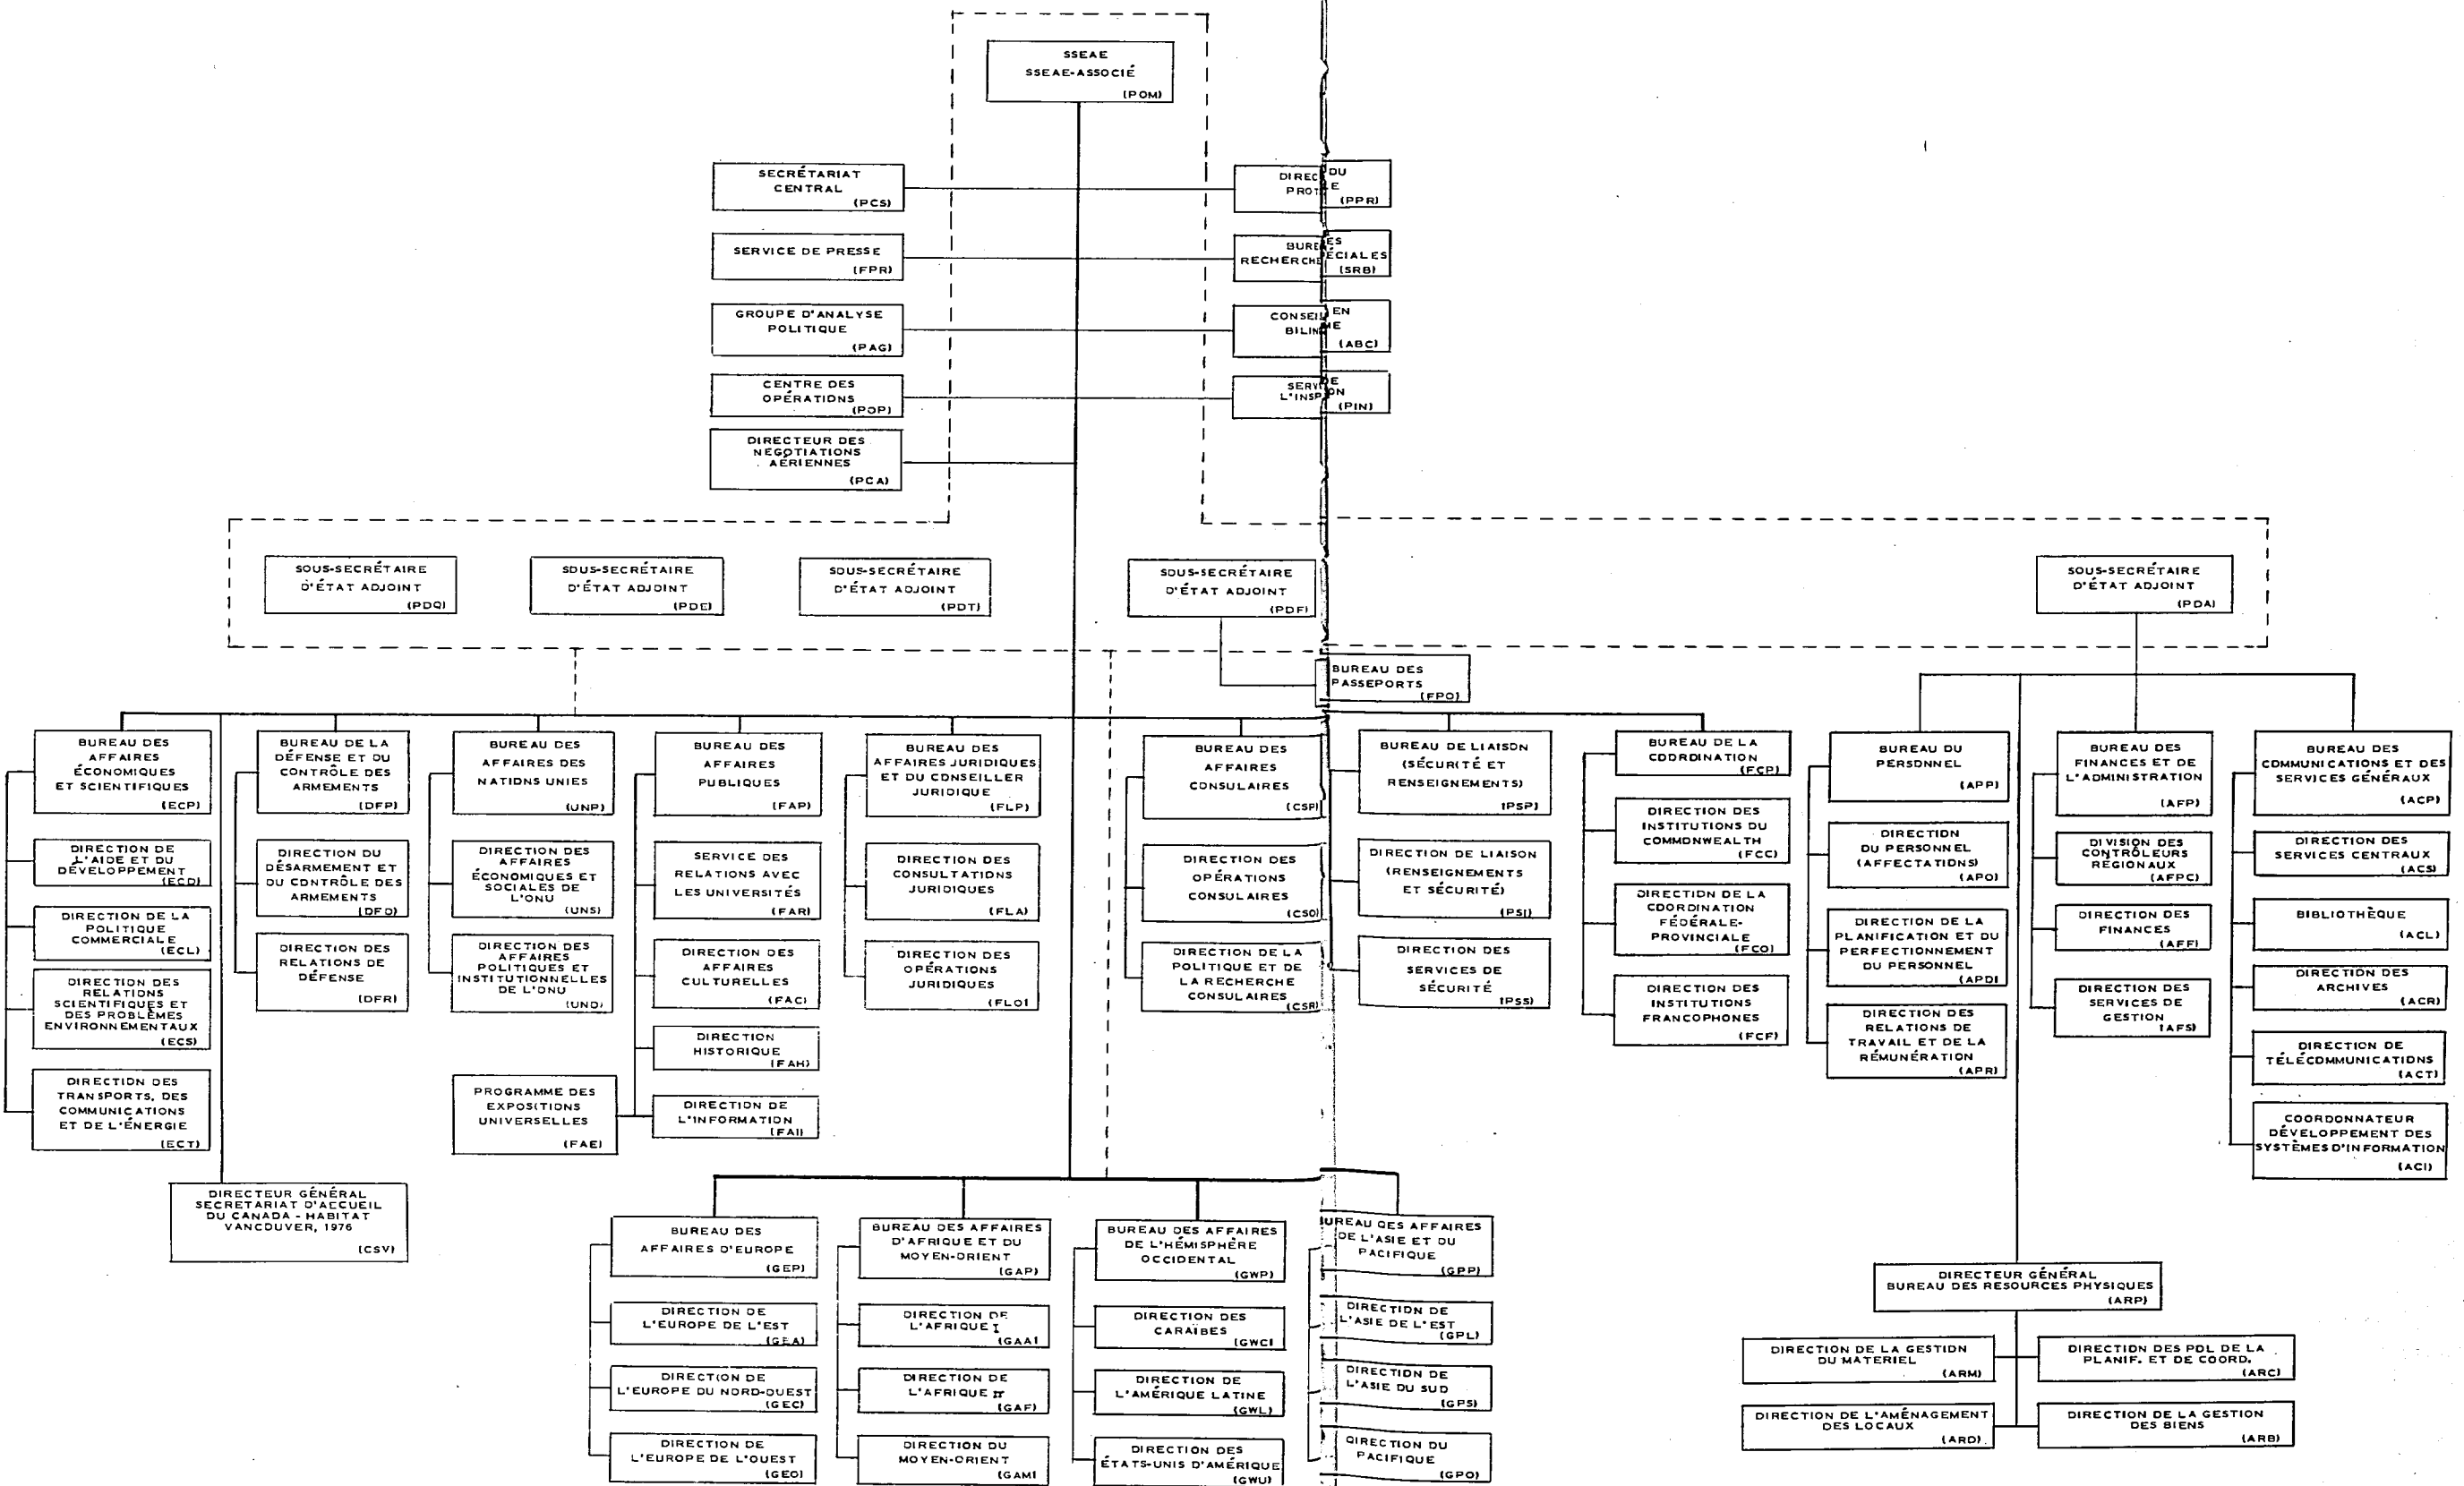 SSEAE
SSEAE-ASSOCIÉ
(POM)
SECRÉTARIAT
CENTRAL
(PCS)
DU
(PPR)
SERVICE DE PRESSE
(FPR)
ÉCIALES
(SRB)
GROUPE D'ANALYSE
POLITIQUE
(PAG)
EN
(ABC)
CENTRE DES
OPÉRATIONS
(POP)
(PIN)
DIRECTEUR DES
NEGOTIATIONS
AÉRIENNES
(PCA)
SOUS-SECRÉTAIRE
D'ÉTAT ADJOINT
(PDQ)
SOUS-SECRÉTAIRE
D'ÉTAT ADJOINT
(PDE)
SOUS-SECRÉTAIRE
D'ÉTAT ADJOINT
(PDT)
SOUS-SECRÉTAIRE
D'ÉTAT ADJOINT
(PDF)
SOUS-SECRÉTAIRE
D'ÉTAT ADJOINT
(PDA)
BUREAU DES
PASSEPORTS
(FPO)
BUREAU DES
AFFAIRES
ÉCONOMIQUES
ET SCIENTIFIQUES
(ECP)
DIRECTION DE
L'AIDE ET DU
DÉVELOPPEMENT
(ECD)
DIRECTION DE LA
POLITIQUE
COMMERCIALE
(ECL)
DIRECTION DES
RELATIONS
SCIENTIFIQUES ET
DES PROBLÈMES
ENVIRONNEMENTAUX
(ECS)
DIRECTION DES
TRANSPORTS, DES
COMMUNICATIONS
ET DE L'ÉNERGIE
(ECT)
DIRECTEUR GÉNÉRAL
SECRETARIAT D'ACCUEIL
DU CANADA - HABITAT
VANCOUVER, 1976
(CSV)
BUREAU DE LA
DÉFENSE ET DU
CONTRÔLE DES
ARMEMENTS
(DFP)
DIRECTION DU
DÉSARMEMENT ET
DU CONTRÔLE DES
ARMEMENTS
(DFO)
DIRECTION DES
RELATIONS DE
DÉFENSE
(DFR)
BUREAU DES
AFFAIRES DES
NATIONS UNIES
(UNP)
DIRECTION DES
AFFAIRES
ÉCONOMIQUES ET
SOCIALES DE
L'ONU
(UNS)
DIRECTION DES
AFFAIRES
POLITIQUES ET
INSTITUTIONNELLES
DE L'ONU
(UNO)
BUREAU DES
AFFAIRES
PUBLIQUES
(FAP)
SERVICE DES
RELATIONS AVEC
LES UNIVERSITÉS
(FAR)
DIRECTION DES
AFFAIRES
CULTURELLES
(FAC)
DIRECTION
HISTORIQUE
(FAH)
PROGRAMME DES
EXPOSITIONS
UNIVERSELLES
(FAE)
DIRECTION DE
L'INFORMATION
(FAI)
BUREAU DES
AFFAIRES JURIDIQUES
ET DU CONSEILLER
JURIDIQUE
(FLP)
DIRECTION DES
CONSULTATIONS
JURIDIQUES
(FLA)
DIRECTION DES
OPÉRATIONS
JURIDIQUES
(FLO)
BUREAU DES
AFFAIRES
CONSULAIRES
(CSP)
DIRECTION DES
OPÉRATIONS
CONSULAIRES
(CSO)
DIRECTION DE LA
POLITIQUE ET DE
LA RECHERCHE
CONSULAIRES
(CSR)
BUREAU DE LIAISON
(SÉCURITÉ ET
RENSEIGNEMENTS)
(PSP)
DIRECTION DE LIAISON
(RENSEIGNEMENTS
ET SÉCURITÉ)
(PSI)
DIRECTION DES
SERVICES DE
SÉCURITÉ
(PSS)
BUREAU DE LA
COORDINATION
(FCP)
DIRECTION DES
INSTITUTIONS DU
COMMONWEALTH
(FCC)
DIRECTION DE LA
COORDINATION
FÉDÉRALE-
PROVINCIALE
(FCO)
DIRECTION DES
INSTITUTIONS
FRANCOPHONES
(FCF)
BUREAU DU
PERSONNEL
(APP)
DIRECTION
DU PERSONNEL
(AFFECTATIONS)
(APO)
DIRECTION DE LA
PLANIFICATION ET DU
PERFECTIONNEMENT
DU PERSONNEL
(APD)
DIRECTION DES
RELATIONS DE
TRAVAIL ET DE LA
RÉMUNÉRATION
(APR)
BUREAU DES
FINANCES ET DE
L'ADMINISTRATION
(AFP)
DIVISION DES
CONTRÔLEURS
RÉGIONAUX
(AFPC)
DIRECTION DES
FINANCES
(AFF)
DIRECTION DES
SERVICES DE
GESTION
(AFS)
BUREAU DES
COMMUNICATIONS ET DES
SERVICES GÉNÉRAUX
(ACP)
DIRECTION DES
SERVICES CENTRAUX
(ACS)
BIBLIOTHÈQUE
(ACL)
DIRECTION DES
ARCHIVES
(ACR)
DIRECTION DE
TÉLÉCOMMUNICATIONS
(ACT)
COORDONNATEUR
DÉVELOPPEMENT DES
SYSTÈMES D'INFORMATION
(ACI)
BUREAU DES
AFFAIRES D'EUROPE
(GEP)
DIRECTION DE
L'EUROPE DE L'EST
(GEA)
DIRECTION DE
L'EUROPE DU NORD-OUEST
(GEC)
DIRECTION DE
L'EUROPE DE L'OUEST
(GEO)
BUREAU DES AFFAIRES
D'AFRIQUE ET DU
MOYEN-ORIENT
(GAP)
DIRECTION DE
L'AFRIQUE I
(GAA)
DIRECTION DE
L'AFRIQUE II
(GAF)
DIRECTION DU
MOYEN-ORIENT
(GAM)
BUREAU DES AFFAIRES
DE L'HÉMISPHÈRE
OCCIDENTAL
(GWP)
DIRECTION DES
CARAÏBES
(GWC)
DIRECTION DE
L'AMÉRIQUE LATINE
(GWL)
DIRECTION DES
ÉTATS-UNIS D'AMÉRIQUE
(GWU)
BUREAU DES AFFAIRES
DE L'ASIE ET DU
PACIFIQUE
(GPP)
DIRECTION DE
L'ASIE DE L'EST
(GPL)
DIRECTION DE
L'ASIE DU SUD
(GPS)
DIRECTION DU
PACIFIQUE
(GPO)
DIRECTEUR GÉNÉRAL
BUREAU DES RESOURCES PHYSIQUES
(ARP)
DIRECTION DE LA GESTION
DU MATERIEL
(ARM)
DIRECTION DES POL DE LA
PLANIF. ET DE COORD.
(ARC)
DIRECTION DE L'AMÉNAGEMENT
DES LOCAUX
(ARD)
DIRECTION DE LA GESTION
DES BIENS
(ARB)